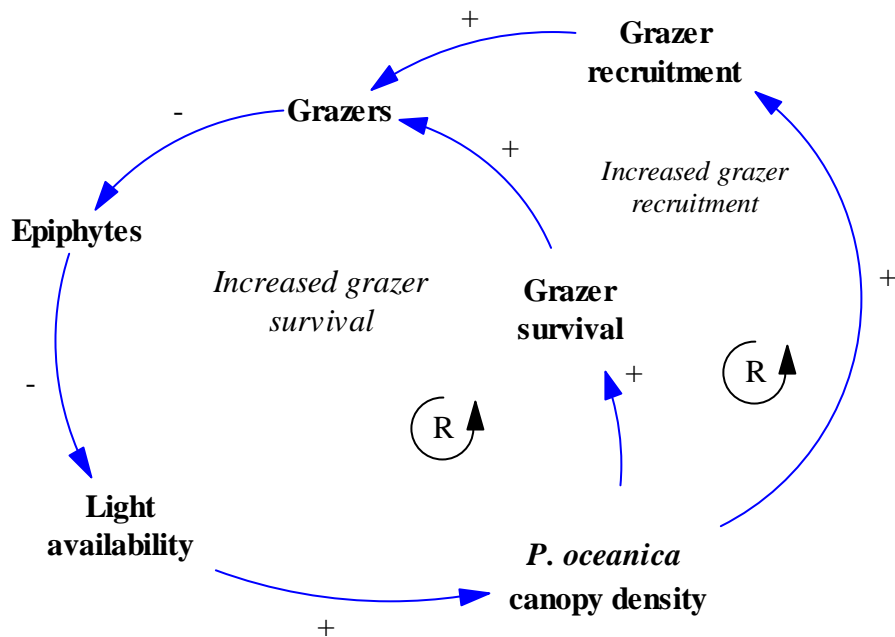 +
Grazer
recruitment
Grazers
-
+
Increased grazer
recruitment
Epiphytes
Increased grazer
survival
Grazer
survival
+
R
+
-
R
Light
availability
P. oceanica
canopy density
+